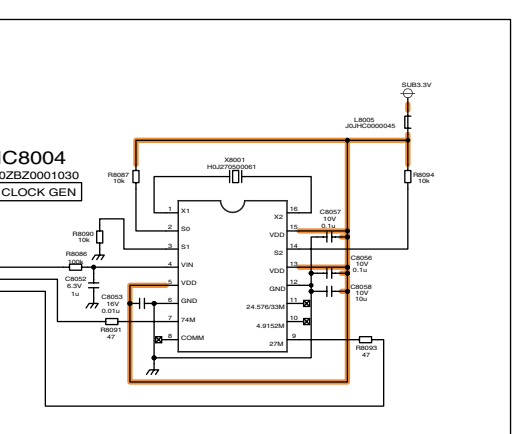 SUB3.3V
L8005
J0JHC0000045
IC8004
0ZBZ0001030
CLOCK GEN
X8001
H0J270500061
R8087
10k
R8094
10k
1 X1
X2 16
C8057
10V
0.1u
2 S0
VDD 15
R8090
10k
3 S1
S2 14
R8086
100k
4 VIN
VDD 13
C8056
10V
0.1u
C8052
6.3V
1u
5 VDD
GND 12
C8058
10V
10u
C8053
16V
0.01u
6 GND
24.576/33M 11
7 74M
4.9152M 10
R8091
47
8 COMM
27M 9
R8093
47